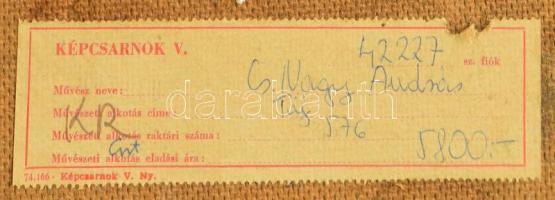 42227
KÉPCSARNOK V.
sz. fiók
Művész neve : Cs Nagy András
Művészeti alkotás címe :
KR
Művészeti alkotás raktári száma : 576
Művészeti alkotás eladási ára : 5800.-
74.166 - Képcsarnok V. Ny.
darabanth